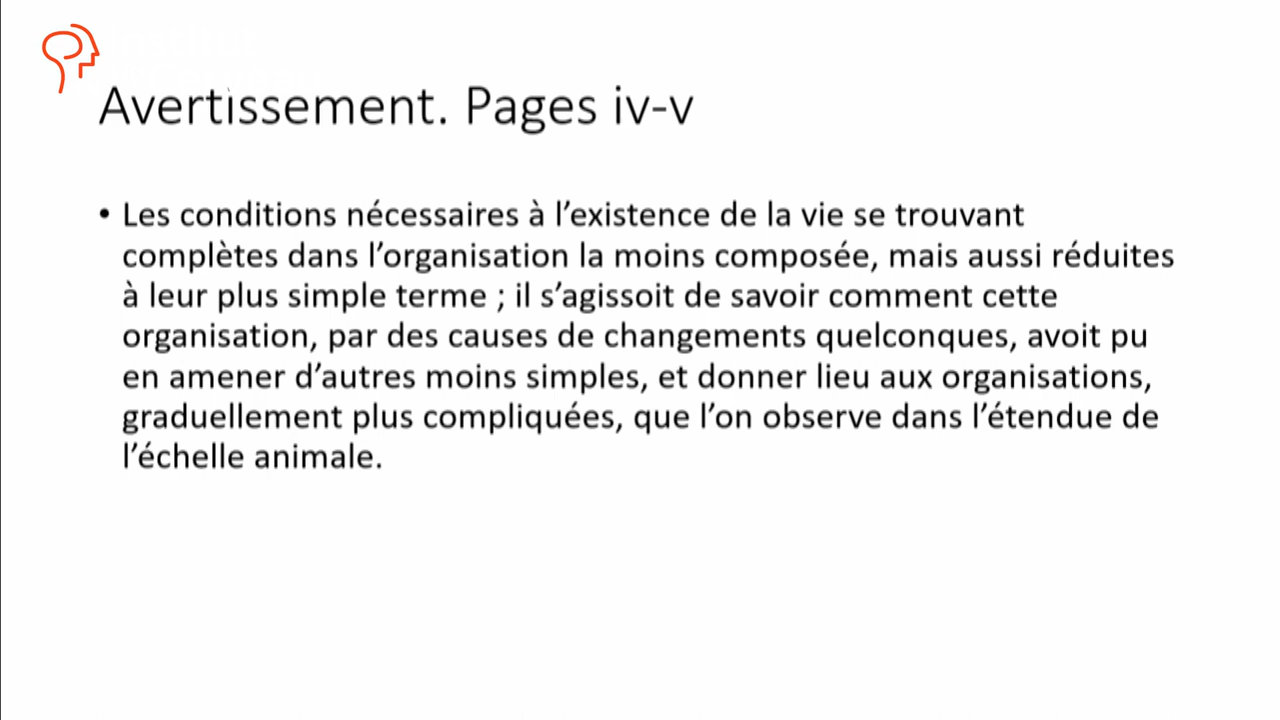 Avertissement. Pages iv-v
• Les conditions nécessaires à l’existence de la vie se trouvant
complètes dans l’organisation la moins composée, mais aussi réduites
à leur plus simple terme ; il s’agissoit de savoir comment cette
organisation, par des causes de changements quelconques, avoit pu
en amener d’autres moins simples, et donner lieu aux organisations,
graduellement plus compliquées, que l’on observe dans l’étendue de
l’échelle animale.